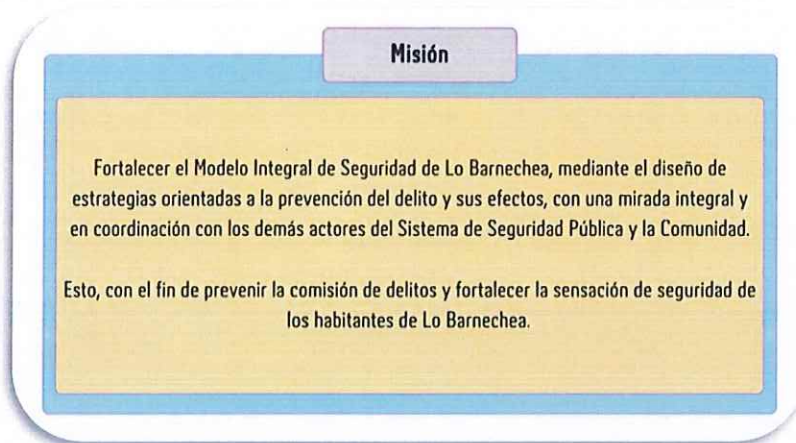 Misión
Fortalecer el Modelo Integral de Seguridad de Lo Barnechea, mediante el diseño de
estrategias orientadas a la prevención del delito y sus efectos, con una mirada integral y
en coordinación con los demás actores del Sistema de Seguridad Pública y la Comunidad.
Esto, con el fin de prevenir la comisión de delitos y fortalecer la sensación de seguridad de
los habitantes de Lo Barnechea.